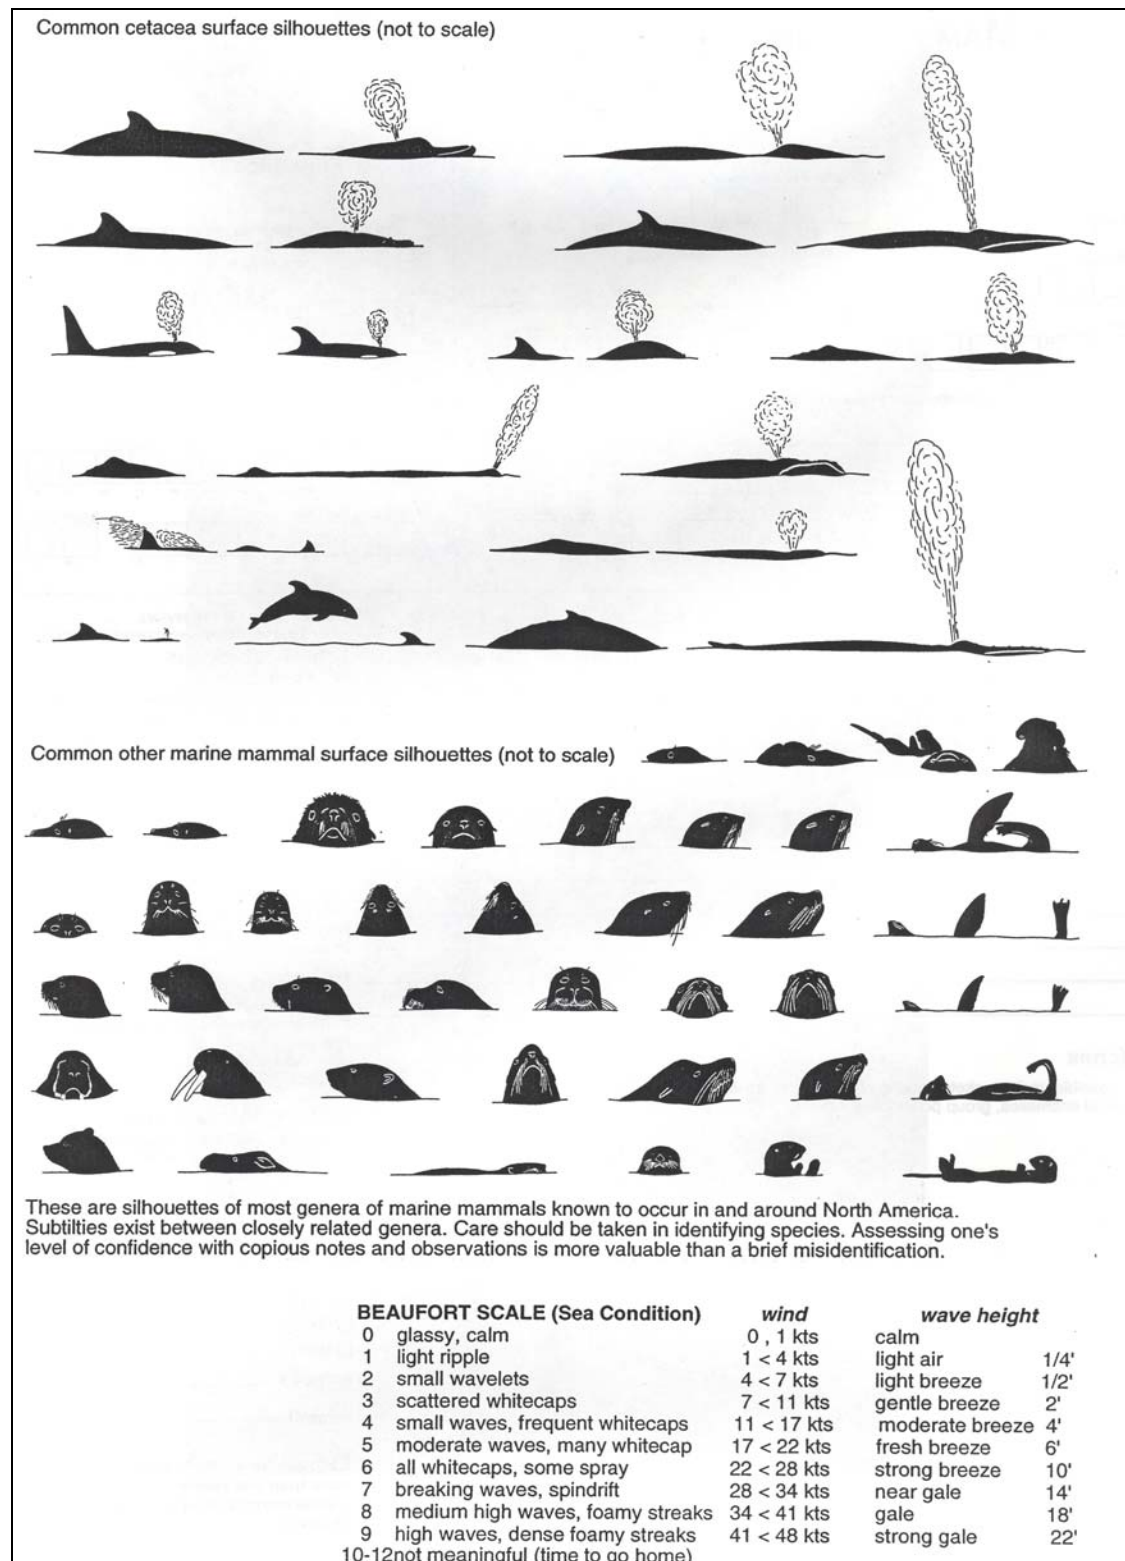 Common cetacea surface silhouettes (not to scale)
Common other marine mammal surface silhouettes (not to scale)
These are silhouettes of most genera of marine mammals known to occur in and around North America.
Subtilties exist between closely related genera. Care should be taken in identifying species. Assessing one's
level of confidence with copious notes and observations is more valuable than a brief misidentification.
BEAUFORT SCALE (Sea Condition) wind wave height
0 glassy, calm 0 , 1 kts calm
1 light ripple 1 < 4 kts light air 1/4'
2 small wavelets 4 < 7 kts light breeze 1/2'
3 scattered whitecaps 7 < 11 kts gentle breeze 2'
4 small waves, frequent whitecaps 11 < 17 kts moderate breeze 4'
5 moderate waves, many whitecap 17 < 22 kts fresh breeze 6'
6 all whitecaps, some spray 22 < 28 kts strong breeze 10'
7 breaking waves, spindrift 28 < 34 kts near gale 14'
8 medium high waves, foamy streaks 34 < 41 kts gale 18'
9 high waves, dense foamy streaks 41 < 48 kts strong gale 22'
10-12not meaningful (time to go home)